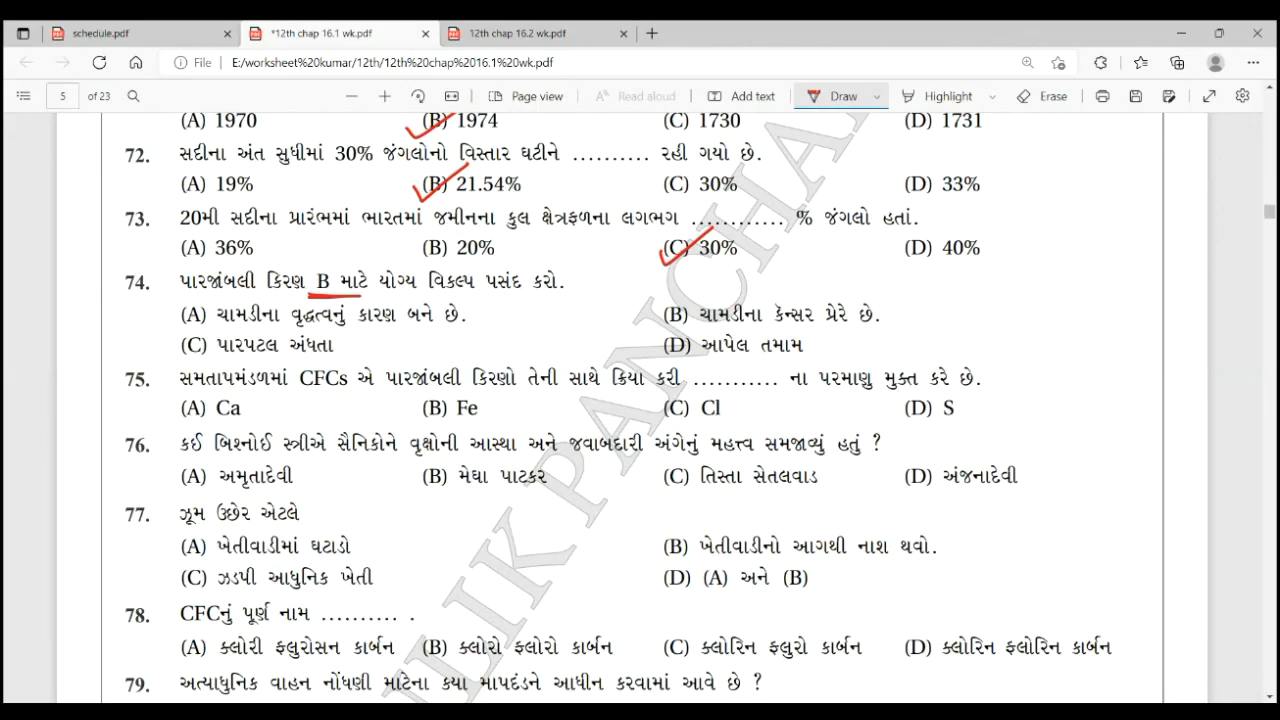 schedule.pdf *12th chap 16.1 wk.pdf 12th chap 16.2 wk.pdf
File E:/worksheet%20kumar/12th/12th%20chap%2016.1%20wk.pdf
5 of 23 Page view Read aloud Add text Draw Highlight Erase
(A) 1970 (B) 1974 (C) 1730 (D) 1731
72. સદીના અંત સુધીમાં 30% જંગલોનો વિસ્તાર ઘટીને .......... રહી ગયો છે.
(A) 19% (B) 21.54% (C) 30% (D) 33%
73. 20મી સદીના પ્રારંભમાં ભારતમાં જમીનના કુલ ક્ષેત્રફળના લગભગ ............ % જંગલો હતાં.
(A) 36% (B) 20% (C) 30% (D) 40%
74. પારજાંબલી કિરણ B માટે યોગ્ય વિકલ્પ પસંદ કરો.
(A) ચામડીના વૃદ્ધત્વનું કારણ બને છે. (B) ચામડીના કૅન્સર પ્રેરે છે.
(C) પારપટલ અંધતા (D) આપેલ તમામ
75. સમતાપમંડળમાં CFCs એ પારજાંબલી કિરણો તેની સાથે ક્રિયા કરી ........... ના પરમાણુ મુક્ત કરે છે.
(A) Ca (B) Fe (C) Cl (D) S
76. કઈ બિશ્નોઈ સ્ત્રીએ સૈનિકોને વૃક્ષોની આસ્થા અને જવાબદારી અંગેનું મહત્ત્વ સમજાવ્યું હતું ?
(A) અમૃતાદેવી (B) મેઘા પાટકર (C) તિસ્તા સેતલવાડ (D) અંજનાદેવી
77. ઝૂમ ઉછેર એટલે
(A) ખેતીવાડીમાં ઘટાડો (B) ખેતીવાડીનો આગથી નાશ થવો.
(C) ઝડપી આધુનિક ખેતી (D) (A) અને (B)
78. CFCનું પૂર્ણ નામ .......... .
(A) ક્લોરી ફ્લુરોસન કાર્બન (B) ક્લોરો ફ્લોરો કાર્બન (C) ક્લોરિન ફ્લુરો કાર્બન (D) ક્લોરિન ફ્લોરિન કાર્બન
79. અત્યાધુનિક વાહન નોંધણી માટેના કયા માપદંડને આધીન કરવામાં આવે છે ?